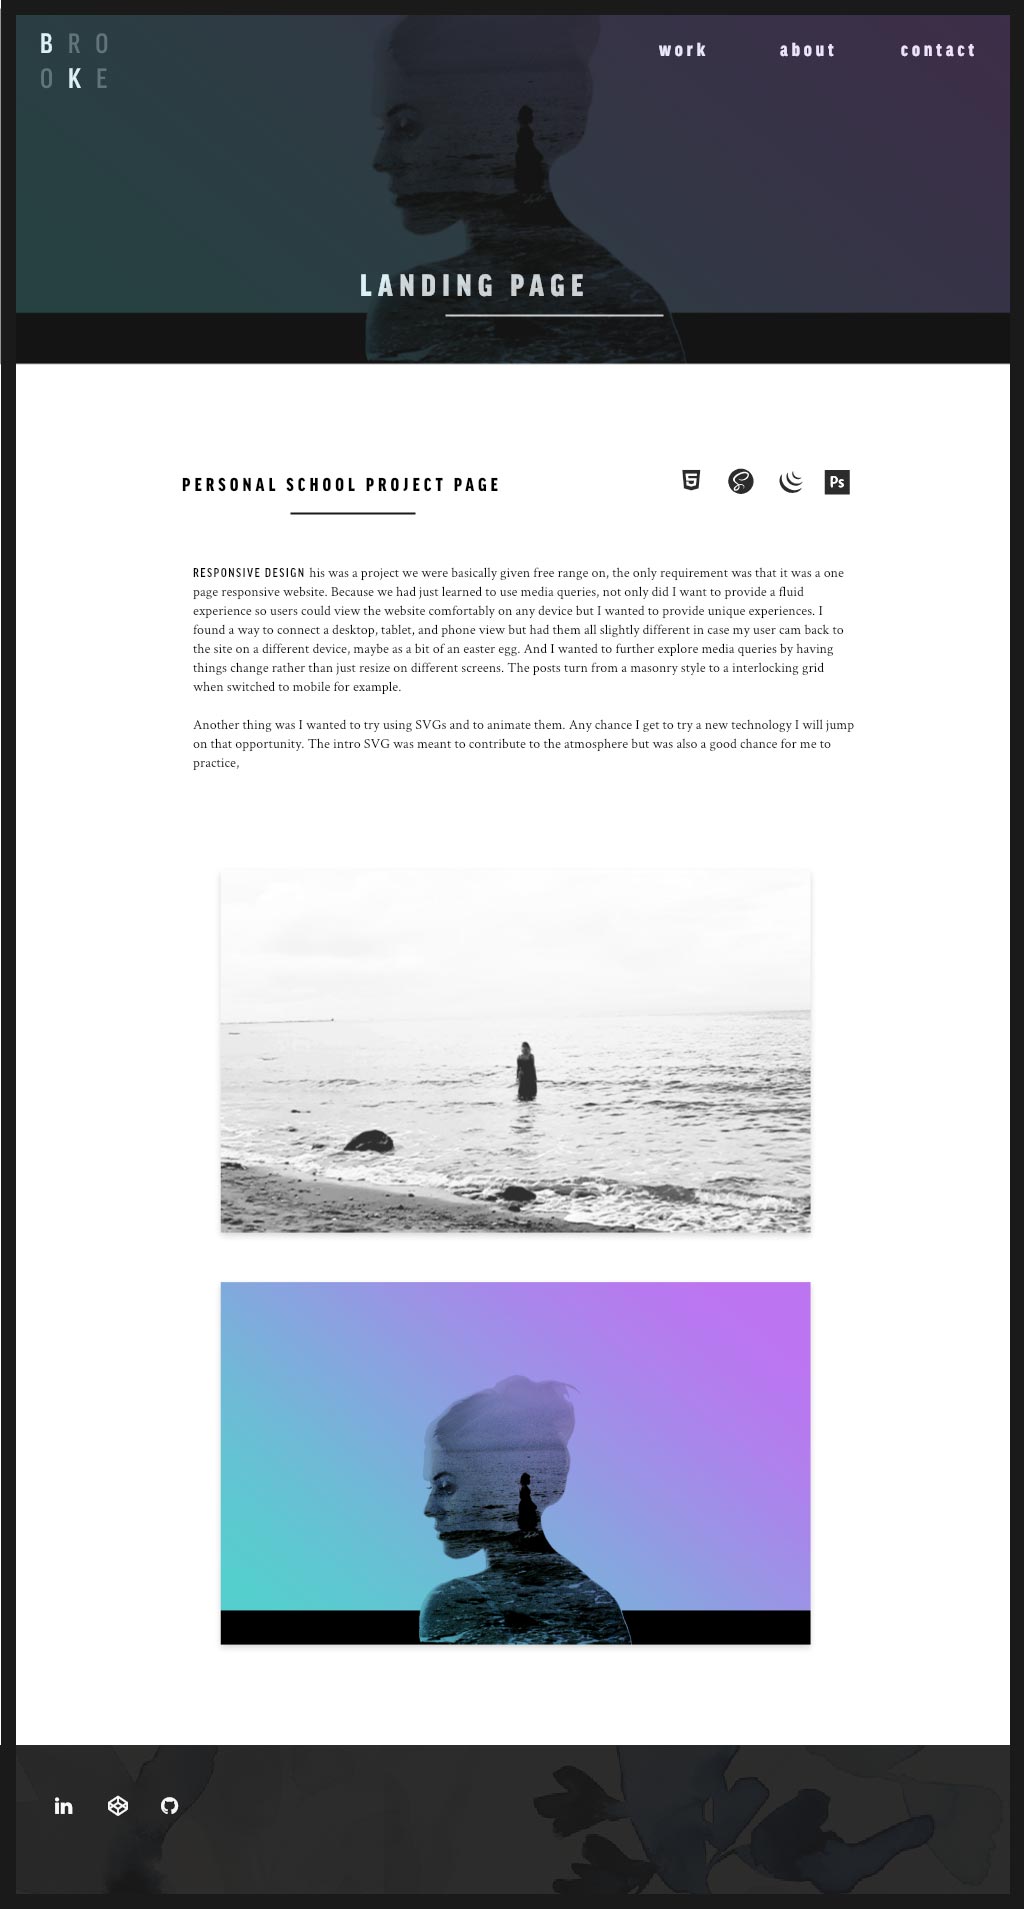 BRO
OKE
work about contact
LANDING PAGE
PERSONAL SCHOOL PROJECT PAGE
5 Ps
RESPONSIVE DESIGN his was a project we were basically given free range on, the only requirement was that it was a one
page responsive website. Because we had just learned to use media queries, not only did I want to provide a fluid
experience so users could view the website comfortably on any device but I wanted to provide unique experiences. I
found a way to connect a desktop, tablet, and phone view but had them all slightly different in case my user cam back to
the site on a different device, maybe as a bit of an easter egg. And I wanted to further explore media queries by having
things change rather than just resize on different screens. The posts turn from a masonry style to a interlocking grid
when switched to mobile for example.
Another thing was I wanted to try using SVGs and to animate them. Any chance I get to try a new technology I will jump
on that opportunity. The intro SVG was meant to contribute to the atmosphere but was also a good chance for me to
practice,
in